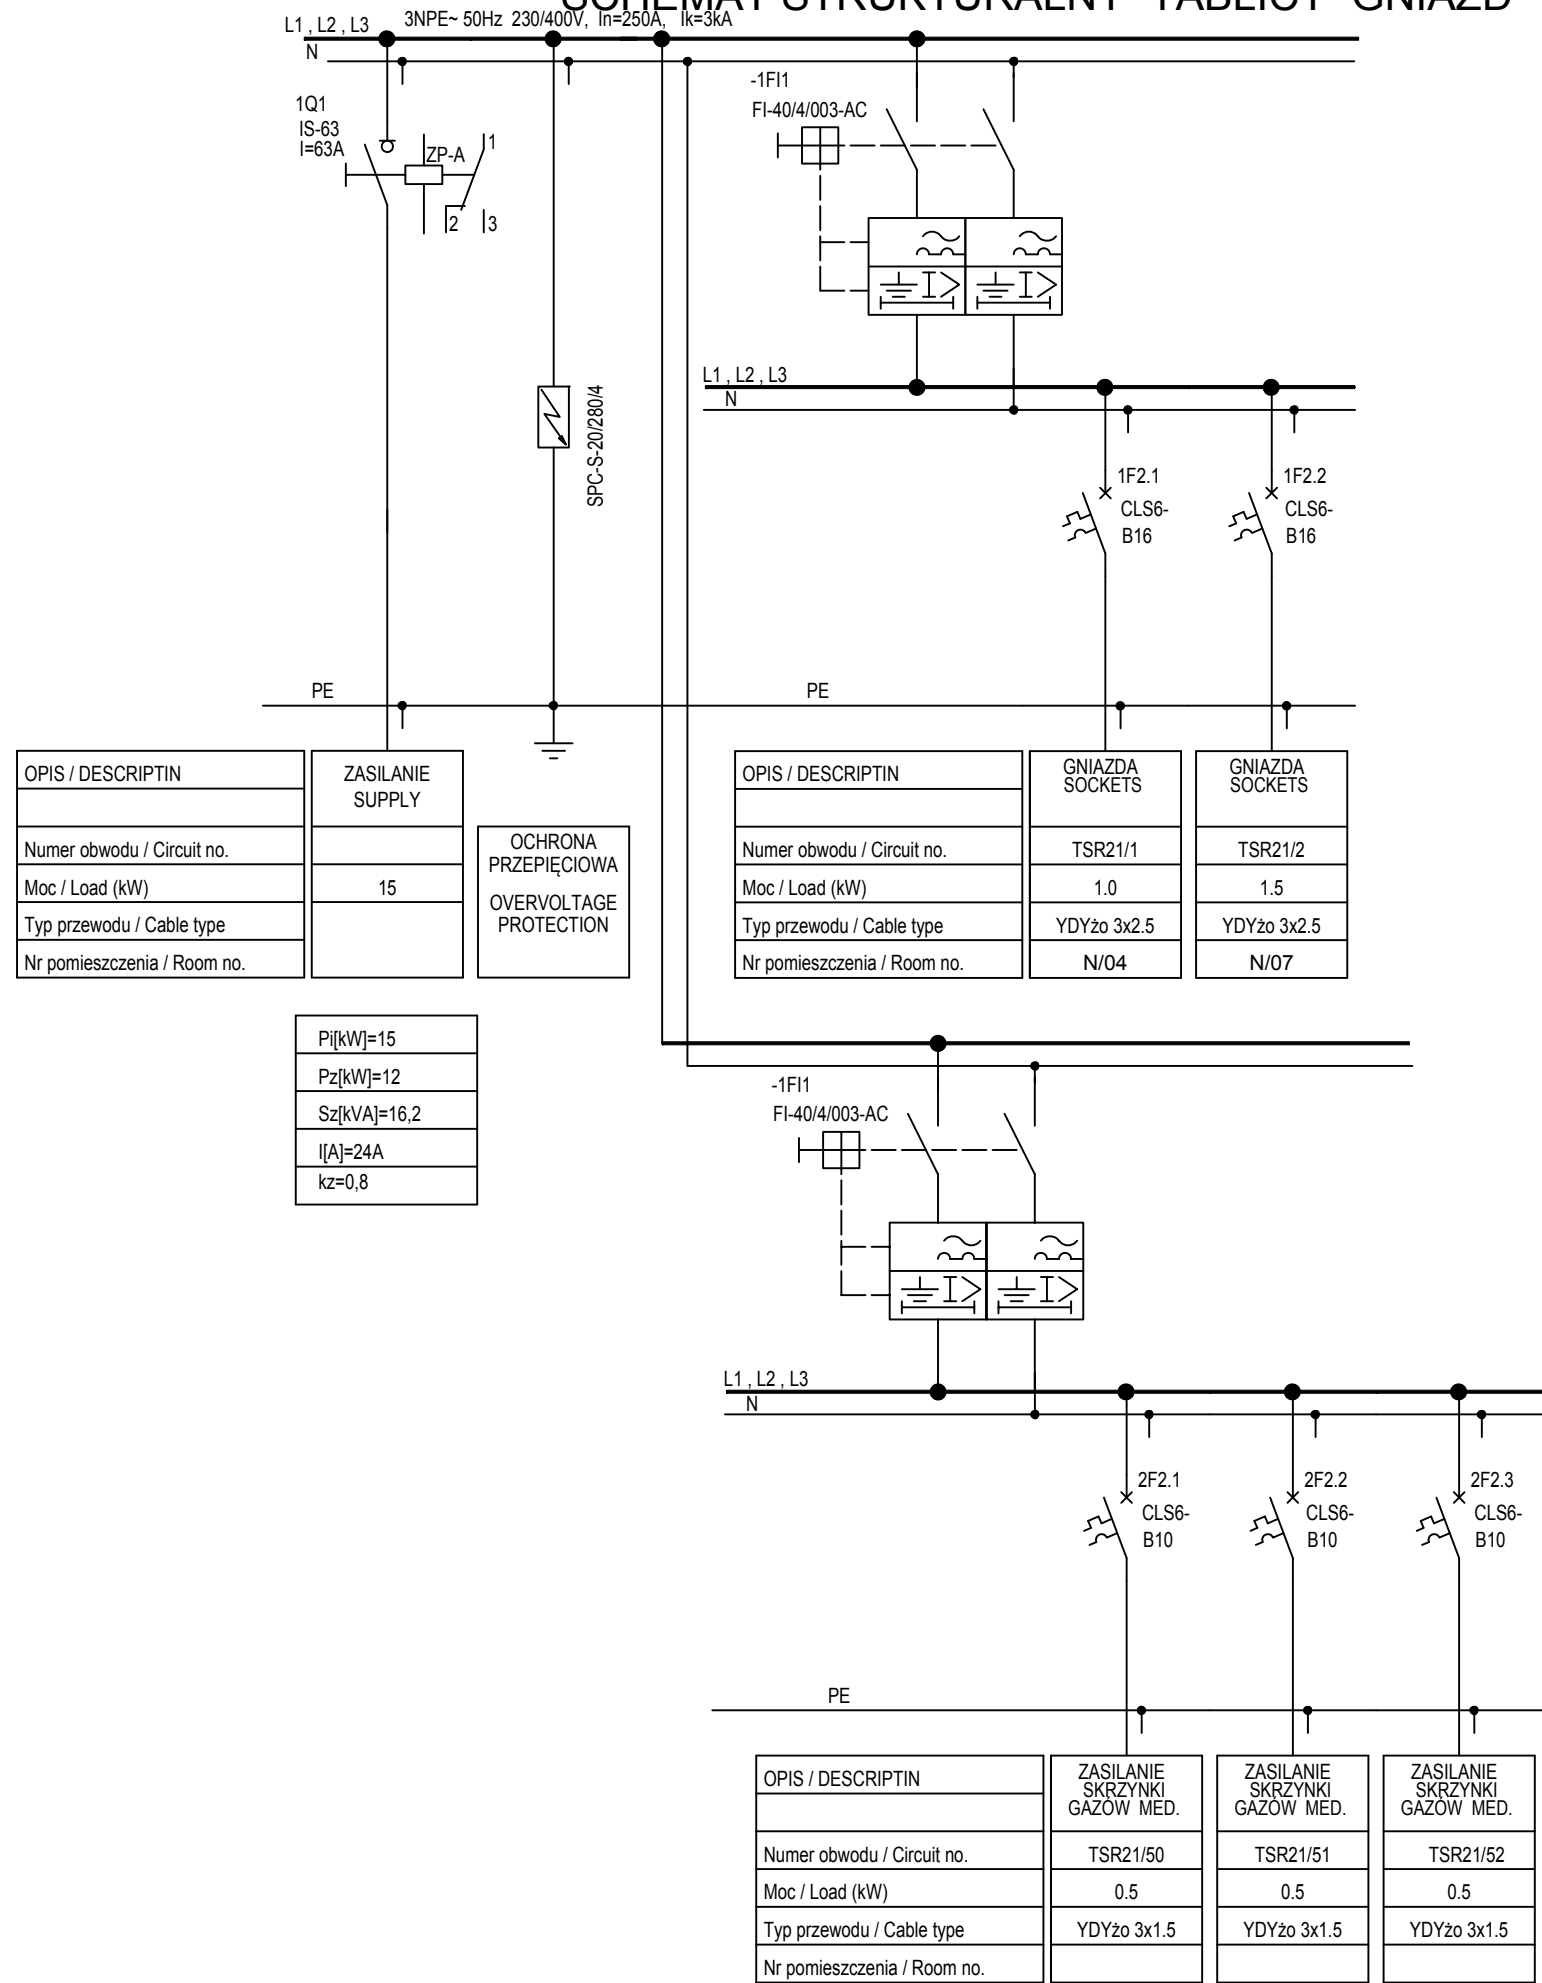 SCHEMAT STRUKTURALNY TABLICY GNIAZD
L1 , L2 , L3
3NPE~ 50Hz 230/400V, In=250A, Ik=3kA
N
1Q1
IS-63
I=63A
ZP-A
1
2
3
-1FI1
FI-40/4/003-AC
SPC-S-20/280/4
L1 , L2 , L3
N
1F2.1
CLS6-
B16
1F2.2
CLS6-
B16
PE
PE
OPIS / DESCRIPTIN
Numer obwodu / Circuit no.
Moc / Load (kW)
Typ przewodu / Cable type
Nr pomieszczenia / Room no.
ZASILANIE
SUPPLY
15
OCHRONA
PRZEPIĘCIOWA
OVERVOLTAGE
PROTECTION
OPIS / DESCRIPTIN
Numer obwodu / Circuit no.
Moc / Load (kW)
Typ przewodu / Cable type
Nr pomieszczenia / Room no.
GNIAZDA
SOCKETS
TSR21/1
1.0
YDYżo 3x2.5
N/04
GNIAZDA
SOCKETS
TSR21/2
1.5
YDYżo 3x2.5
N/07
Pi[kW]=15
Pz[kW]=12
Sz[kVA]=16,2
I[A]=24A
kz=0,8
-1FI1
FI-40/4/003-AC
L1 , L2 , L3
N
2F2.1
CLS6-
B10
2F2.2
CLS6-
B10
2F2.3
CLS6-
B10
PE
OPIS / DESCRIPTIN
Numer obwodu / Circuit no.
Moc / Load (kW)
Typ przewodu / Cable type
Nr pomieszczenia / Room no.
ZASILANIE
SKRZYNKI
GAZÓW MED.
TSR21/50
0.5
YDYżo 3x1.5
ZASILANIE
SKRZYNKI
GAZÓW MED.
TSR21/51
0.5
YDYżo 3x1.5
ZASILANIE
SKRZYNKI
GAZÓW MED.
TSR21/52
0.5
YDYżo 3x1.5